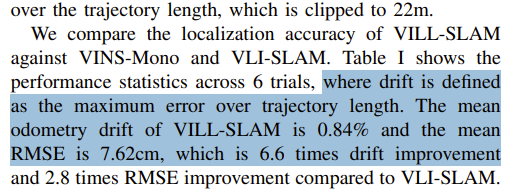 over the trajectory length, which is clipped to 22m.
We compare the localization accuracy of VILL-SLAM
against VINS-Mono and VLI-SLAM. Table I shows the
performance statistics across 6 trials, where drift is defined
as the maximum error over trajectory length. The mean
odometry drift of VILL-SLAM is 0.84% and the mean
RMSE is 7.62cm, which is 6.6 times drift improvement
and 2.8 times RMSE improvement compared to VLI-SLAM.